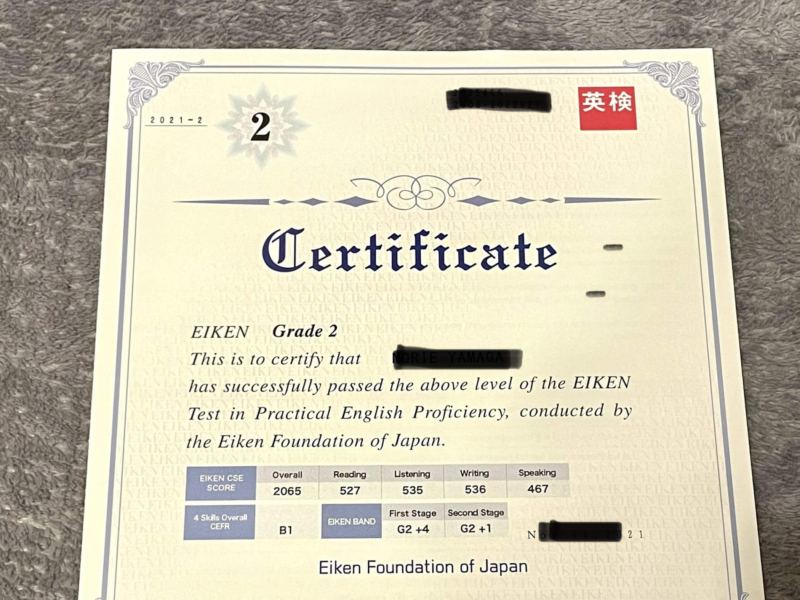 2021-2
2
英検
Certificate
EIKEN Grade 2
This is to certify that
has successfully passed the above level of the EIKEN
Test in Practical English Proficiency, conducted by
the Eiken Foundation of Japan.
EIKEN CSE SCORE
Overall Reading Listening Writing Speaking
2065 527 535 536 467
4 Skills Overall CEFR
B1
EIKEN BAND
First Stage Second Stage
G2 +4 G2 +1
Eiken Foundation of Japan